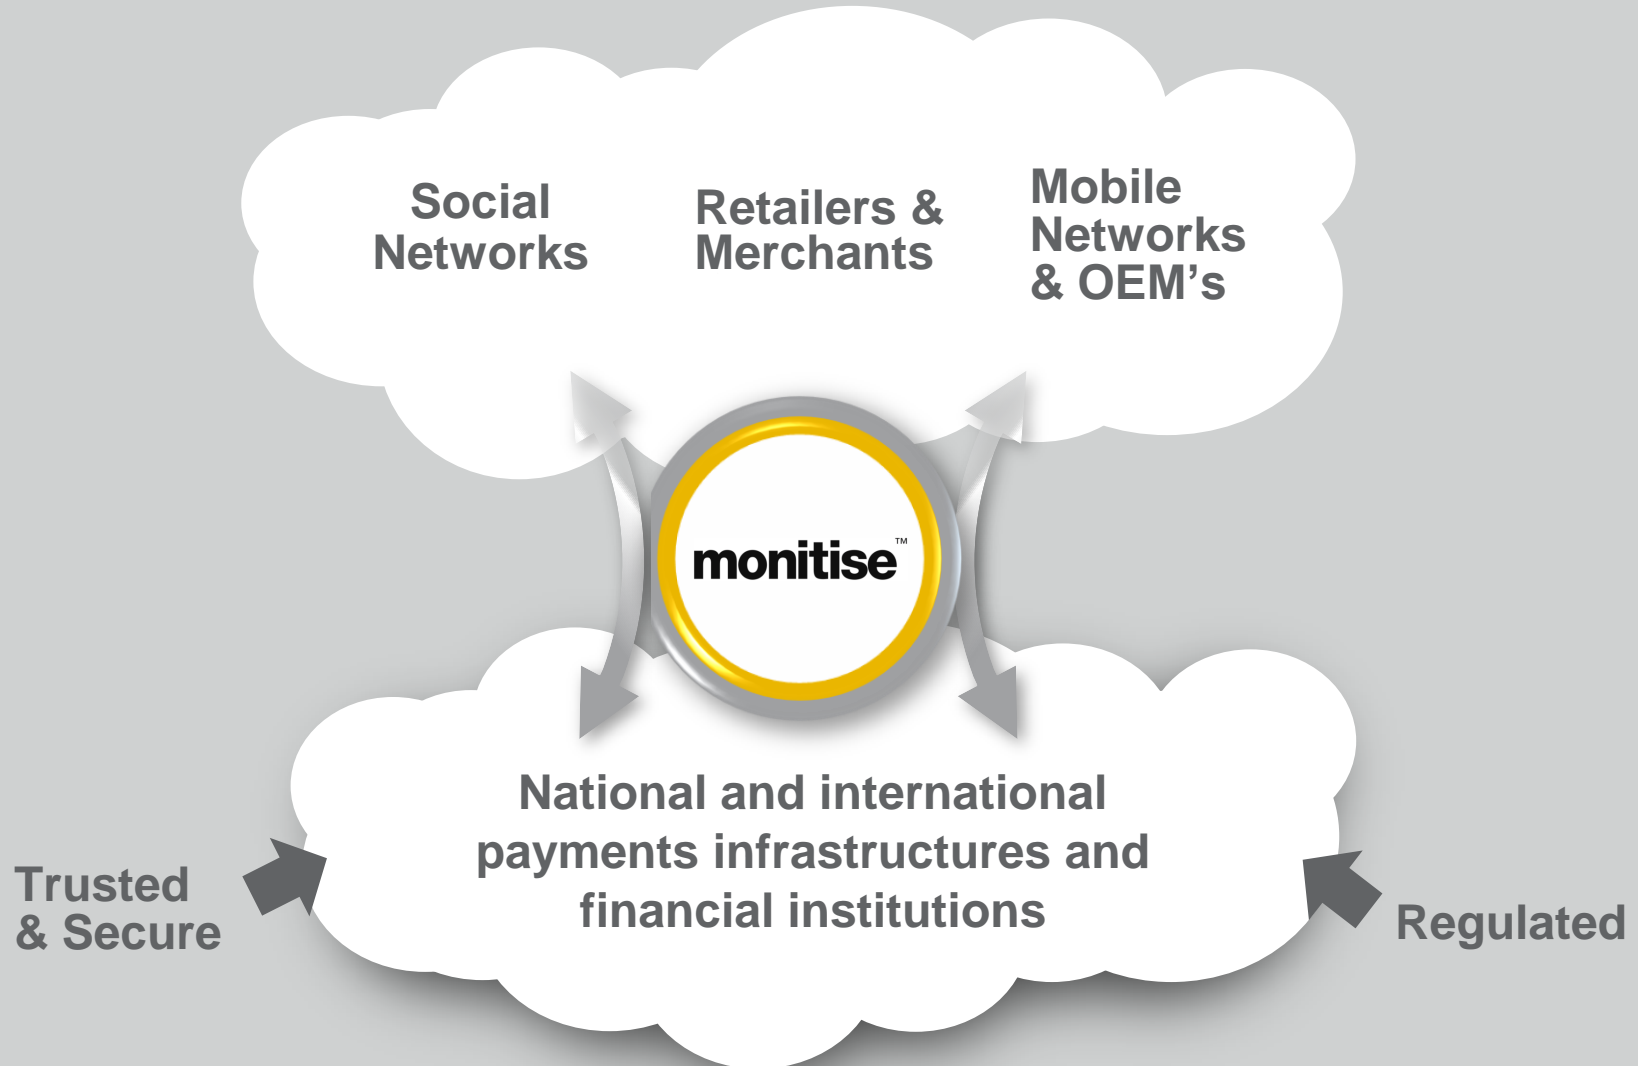 Social
Networks
Retailers &
Merchants
Mobile
Networks
& OEM’s
monitise™
National and international
payments infrastructures and
financial institutions
Trusted
& Secure
Regulated